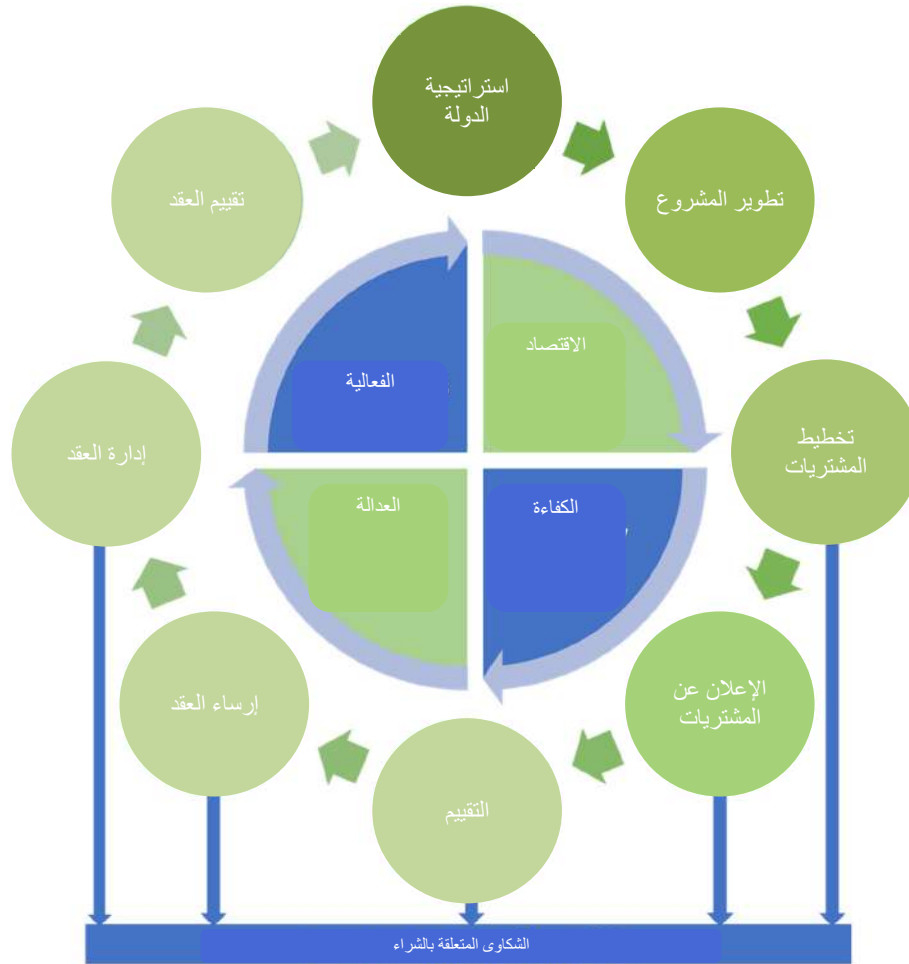 استراتيجية
الدولة
تطوير المشروع
تخطيط
المشتريات
الإعلان عن
المشتريات
التقييم
إرساء العقد
إدارة العقد
تقييم العقد
الاقتصاد
الكفاءة
العدالة
الفعالية
الشكاوى المتعلقة بالشراء